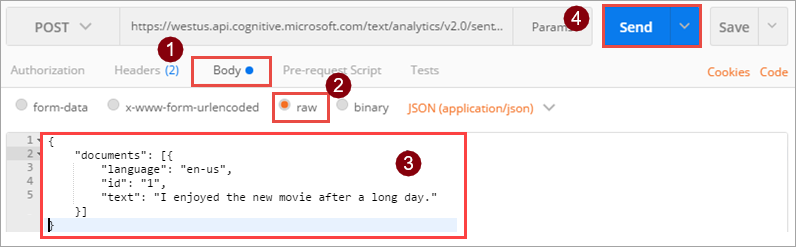 POST https://westus.api.cognitive.microsoft.com/text/analytics/v2.0/sent... Params 4 Send Save
1
Authorization Headers (2) Body Pre-request Script Tests Cookies Code
2
form-data x-www-form-urlencoded raw binary JSON (application/json)
1 {
2 "documents": [{
3 "language": "en-us", 3
4 "id": "1",
5 "text": "I enjoyed the new movie after a long day."
}]
}